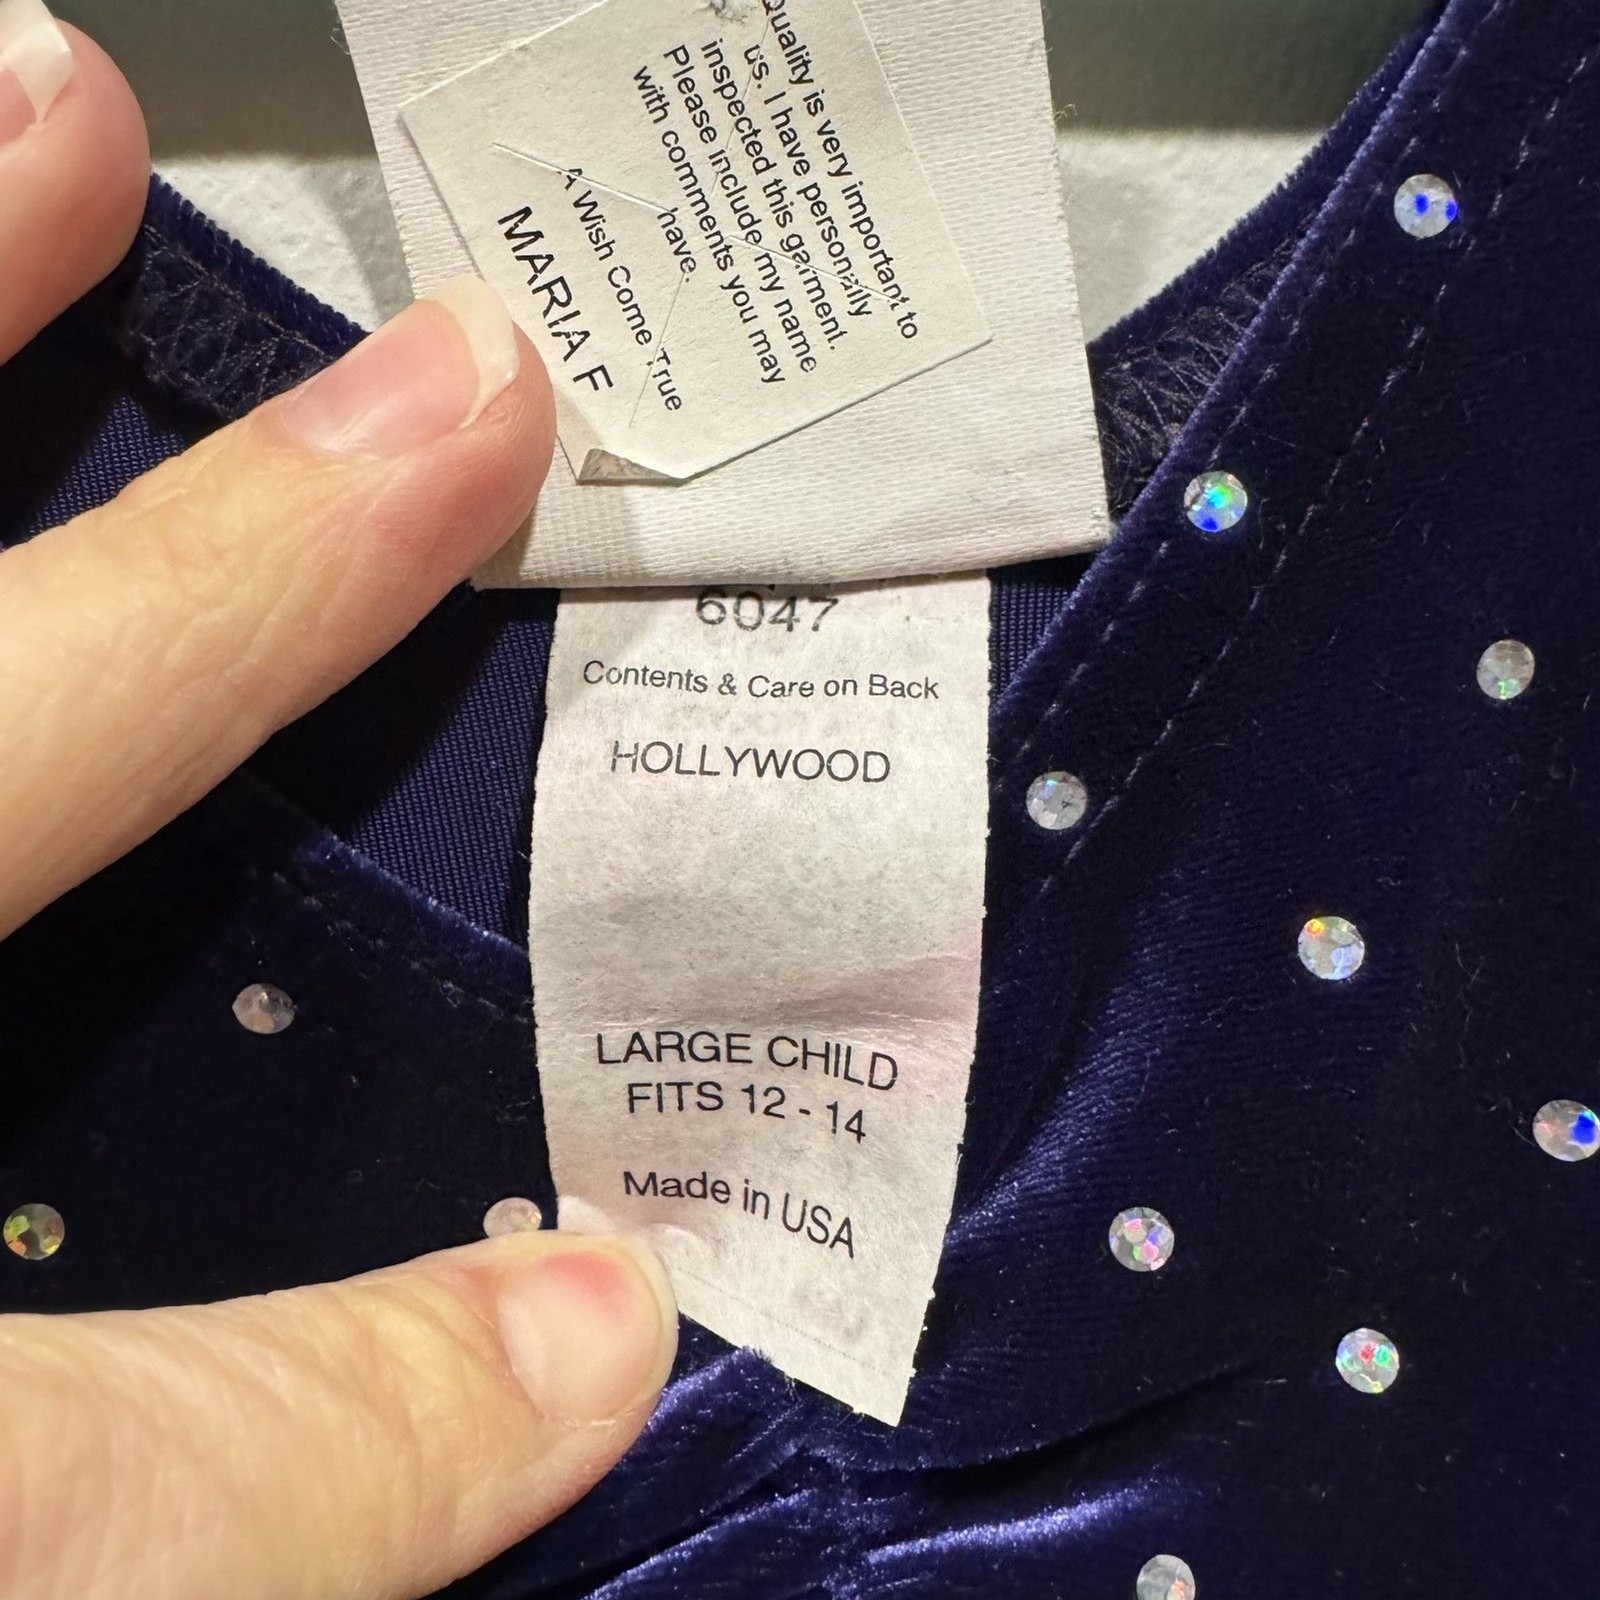 Quality is very important to
us. I have personally
inspected this garment.
Please include my name
with comments you may
have.
A Wish Come True
MARIA F
6047
Contents & Care on Back
HOLLYWOOD
LARGE CHILD
FITS 12 - 14
Made in USA